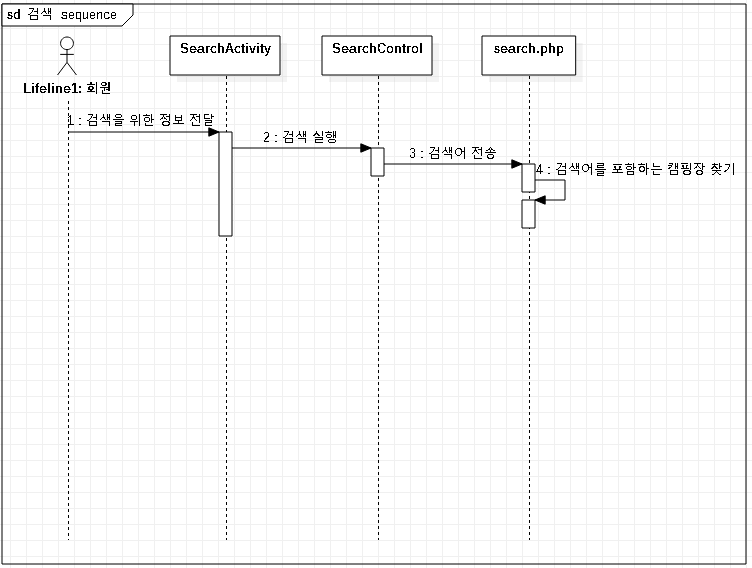 sd 검색 sequence
SearchActivity
SearchControl
search.php
Lifeline1: 회원
1 : 검색을 위한 정보 전달
2 : 검색 실행
3 : 검색어 전송
4 : 검색어를 포함하는 캠핑장 찾기